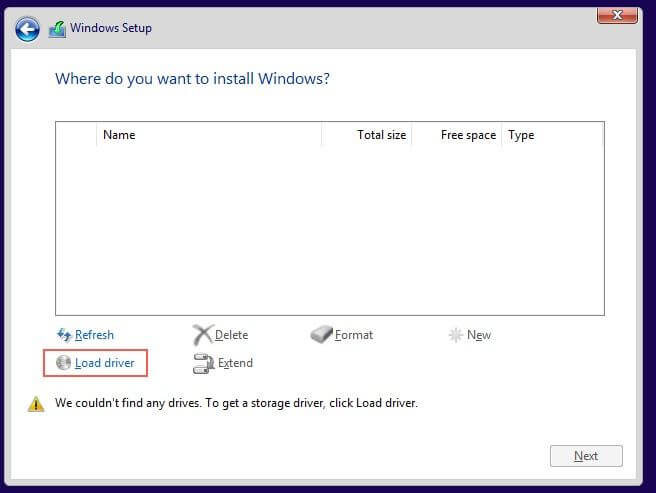 Windows Setup
Where do you want to install Windows?
Name Total size Free space Type
Refresh Delete Format New
Load driver Extend
We couldn't find any drives. To get a storage driver, click Load driver.
Next